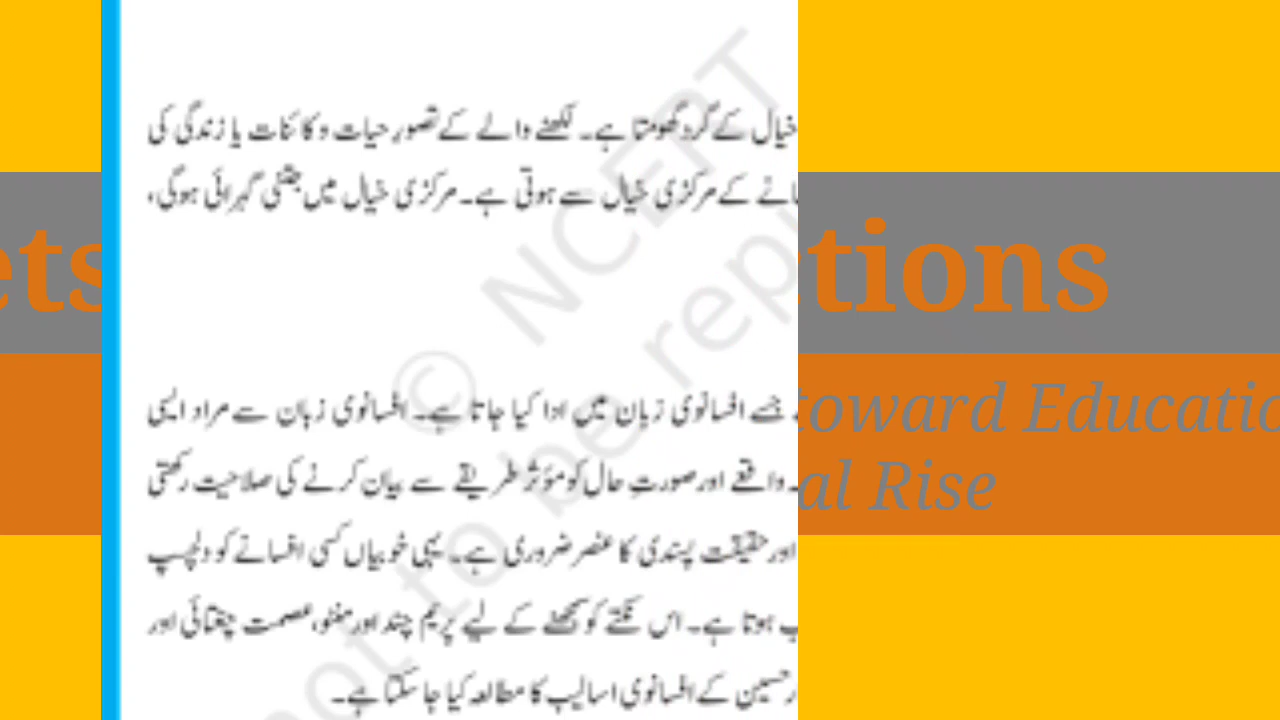 خیال کے گرد گھومتا ہے۔ لکھنے والے کے تصورِ حیات و کائنات یا زندگی کی
کے مرکزی خیال سے ہوتی ہے۔ مرکزی خیال میں جتنی گہرائی ہوگی،
جسے افسانوی زبان میں ادا کیا جاتا ہے۔ افسانوی زبان سے مراد ایسی
واقعے اور صورتِ حال کو مؤثر طریقے سے بیان کرنے کی صلاحیت رکھتی
اور حقیقت پسندی کا عنصر ضروری ہے۔ یہی خوبیاں کسی افسانے کو دلچسپ
ہوتا ہے۔ اس نکتے کو سمجھنے کے لیے پریم چند اور منٹو، عصمت چغتائی اور
کے افسانوی اسالیب کا مطالعہ کیا جا سکتا ہے۔
© NCERT
not to be rep
ets
tions
toward Educatio
al Rise